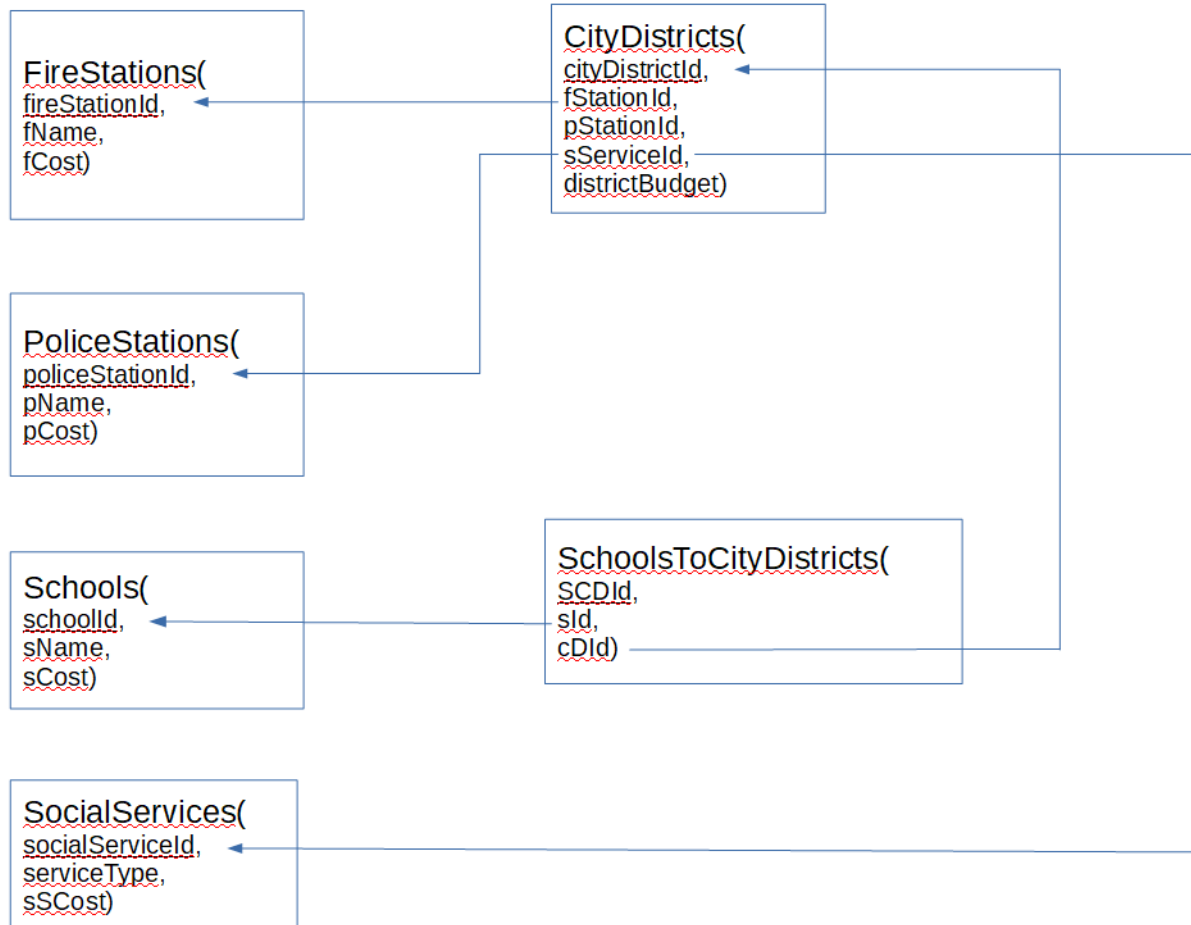 FireStations(
fireStationId,
fName,
fCost)
CityDistricts(
cityDistrictId,
fStationId,
pStationId,
sServiceId,
districtBudget)
PoliceStations(
policeStationId,
pName,
pCost)
Schools(
schoolId,
sName,
sCost)
SchoolsToCityDistricts(
SCDId,
sId,
cDId)
SocialServices(
socialServiceId,
serviceType,
sSCost)